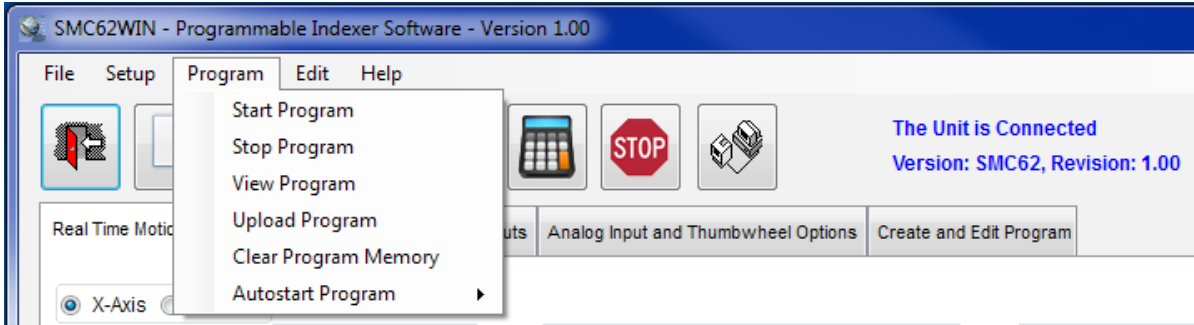 SMC62WIN - Programmable Indexer Software - Version 1.00
File Setup Program Edit Help
Start Program
Stop Program
View Program
Upload Program
Clear Program Memory
Autostart Program
STOP
The Unit is Connected
Version: SMC62, Revision: 1.00
Real Time Analog Input and Thumbwheel Options Create and Edit Program
X-Axis